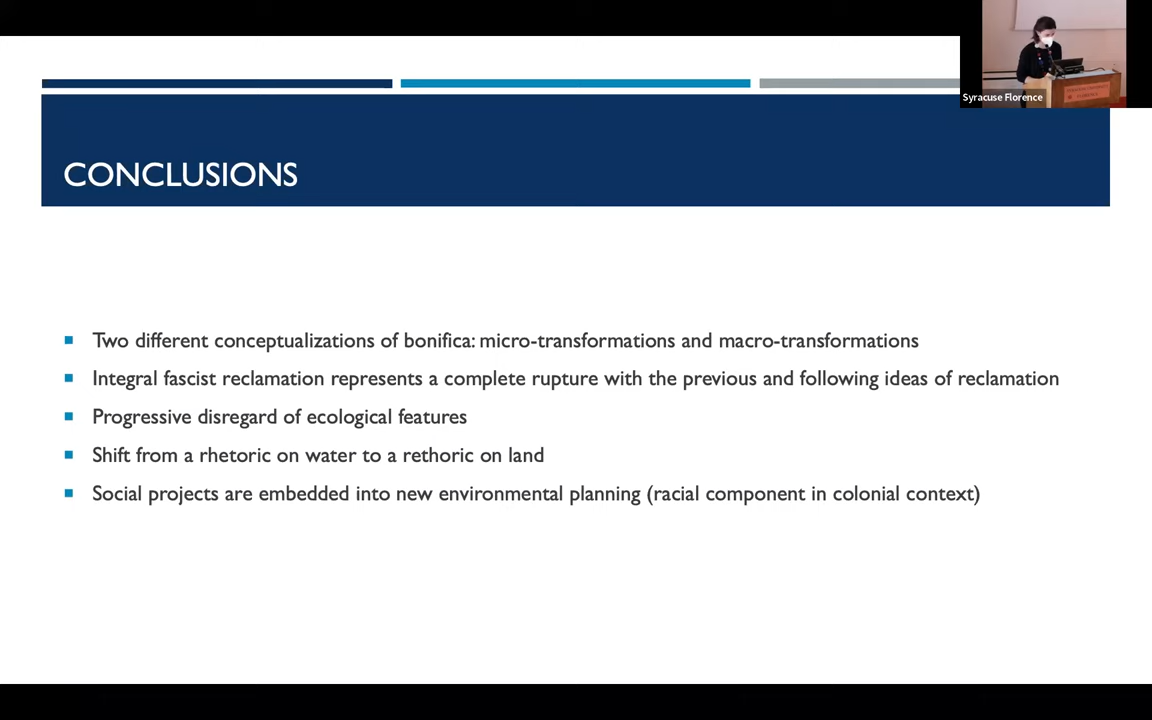 Syracuse Florence
CONCLUSIONS
Two different conceptualizations of bonifica: micro-transformations and macro-transformations
Integral fascist reclamation represents a complete rupture with the previous and following ideas of reclamation
Progressive disregard of ecological features
Shift from a rhetoric on water to a rethoric on land
Social projects are embedded into new environmental planning (racial component in colonial context)